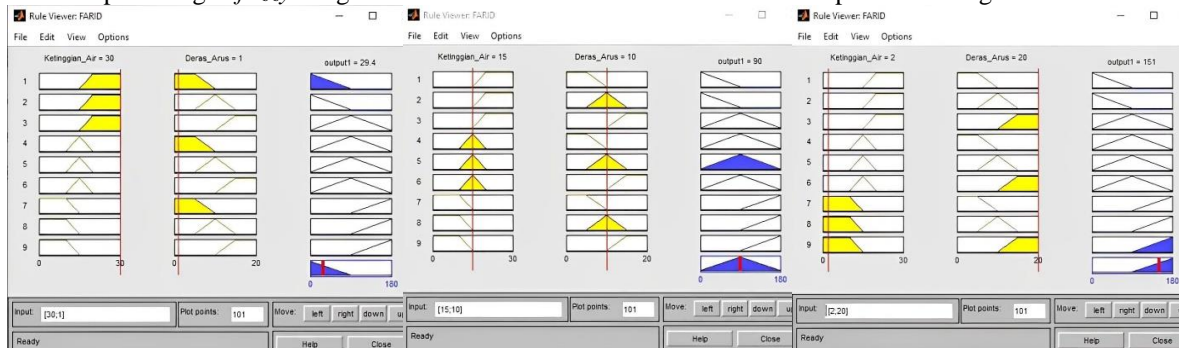 Rule Viewer: FARID
File Edit View Options
Ketinggian_Air = 30 Deras_Arus = 1 output1 = 29.4
1
2
3
4
5
6
7
8
9
0 30 0 20
0 180
Input: [30;1] Plot points: 101 Move: left right down
Ready Help Close
Rule Viewer: FARID
File Edit View Options
Ketinggian_Air = 15 Deras_Arus = 10 output1 = 90
1
2
3
4
5
6
7
8
9
0 30 0 20
0 180
Input: [15;10] Plot points: 101 Move: left right down
Ready Help Close
Rule Viewer: FARID
File Edit View Options
Ketinggian_Air = 2 Deras_Arus = 20 output1 = 151
1
2
3
4
5
6
7
8
9
0 30 0 20
0 180
Input: [2;20] Plot points: 101 Move: left right down up
Ready Help Close